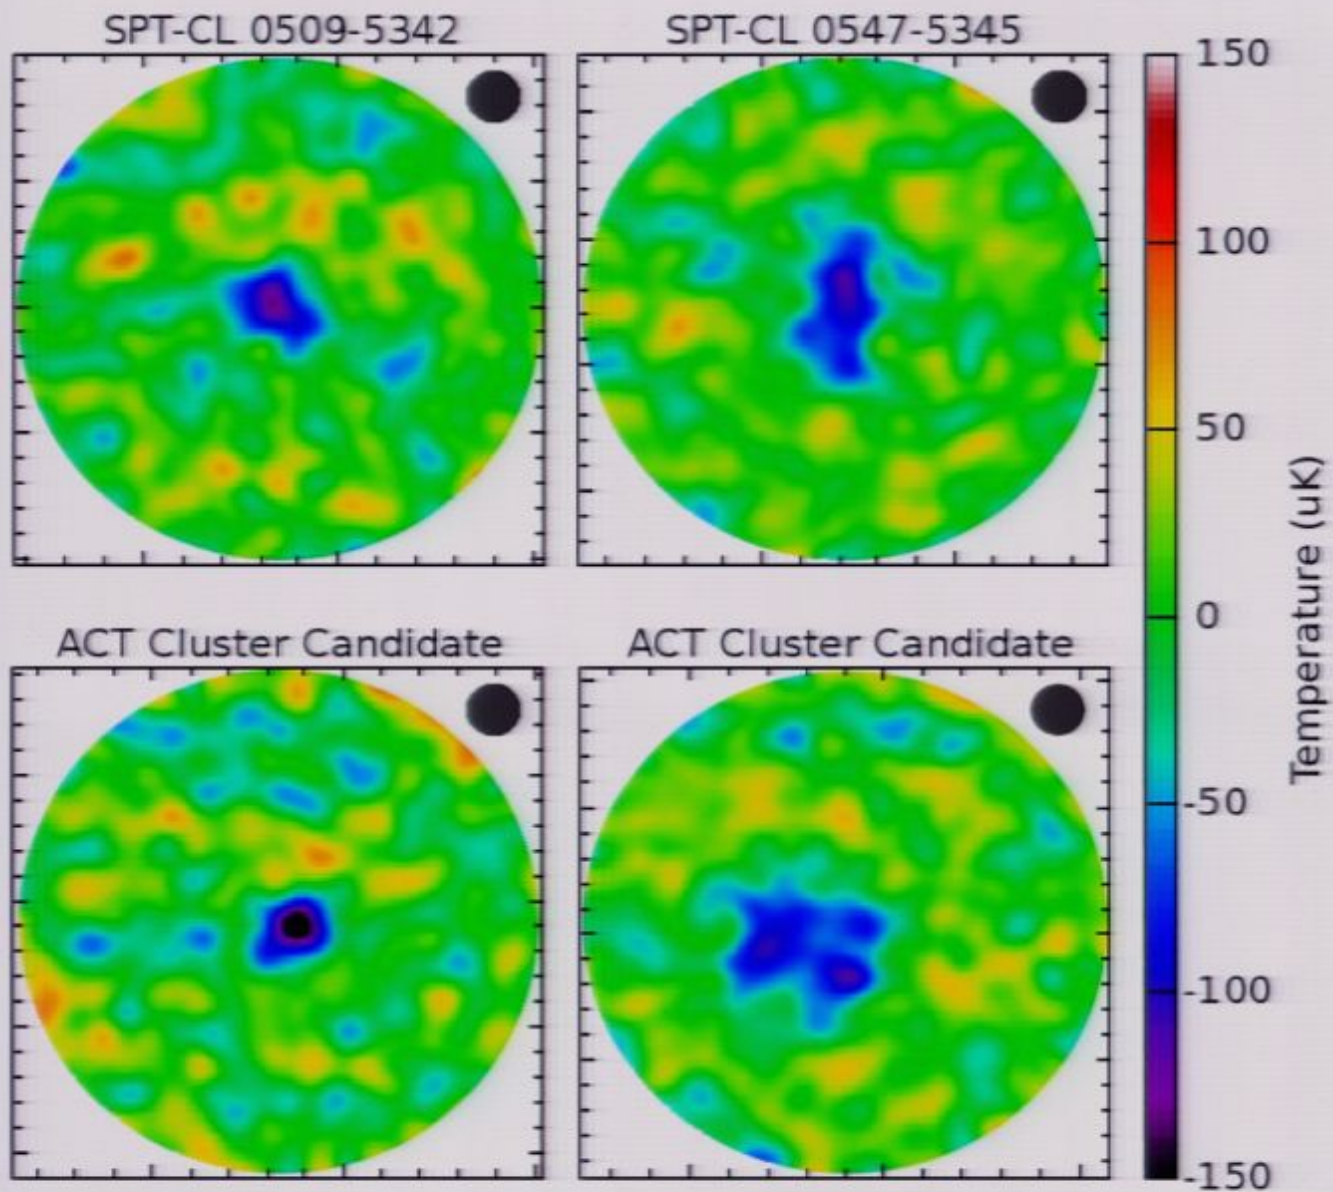 SPT-CL 0509-5342
SPT-CL 0547-5345
ACT Cluster Candidate
ACT Cluster Candidate
150
100
50
0
-50
-100
-150
Temperature (uK)